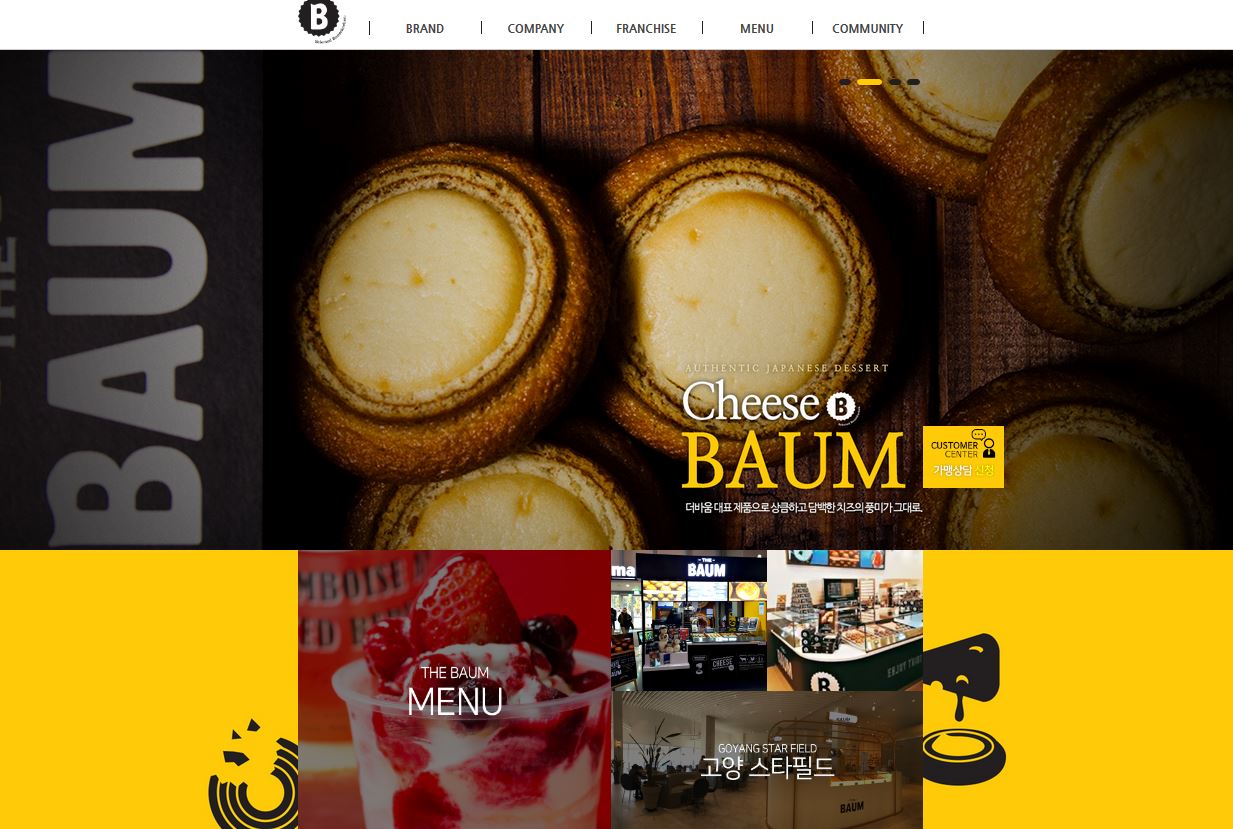 B
BRAND
COMPANY
FRANCHISE
MENU
COMMUNITY
THE
BAUM
AUTHENTIC JAPANESE DESSERT
Cheese B
BAUM
더바움 대표 제품으로 상큼하고 담백한 치즈의 풍미가 그대로.
CUSTOMER
CENTER
가맹상담 신청
THE BAUM
MENU
ma
THE
BAUM
CHEESE
B
ENJOY
GOYANG STAR FIELD
고양 스타필드
BAUM